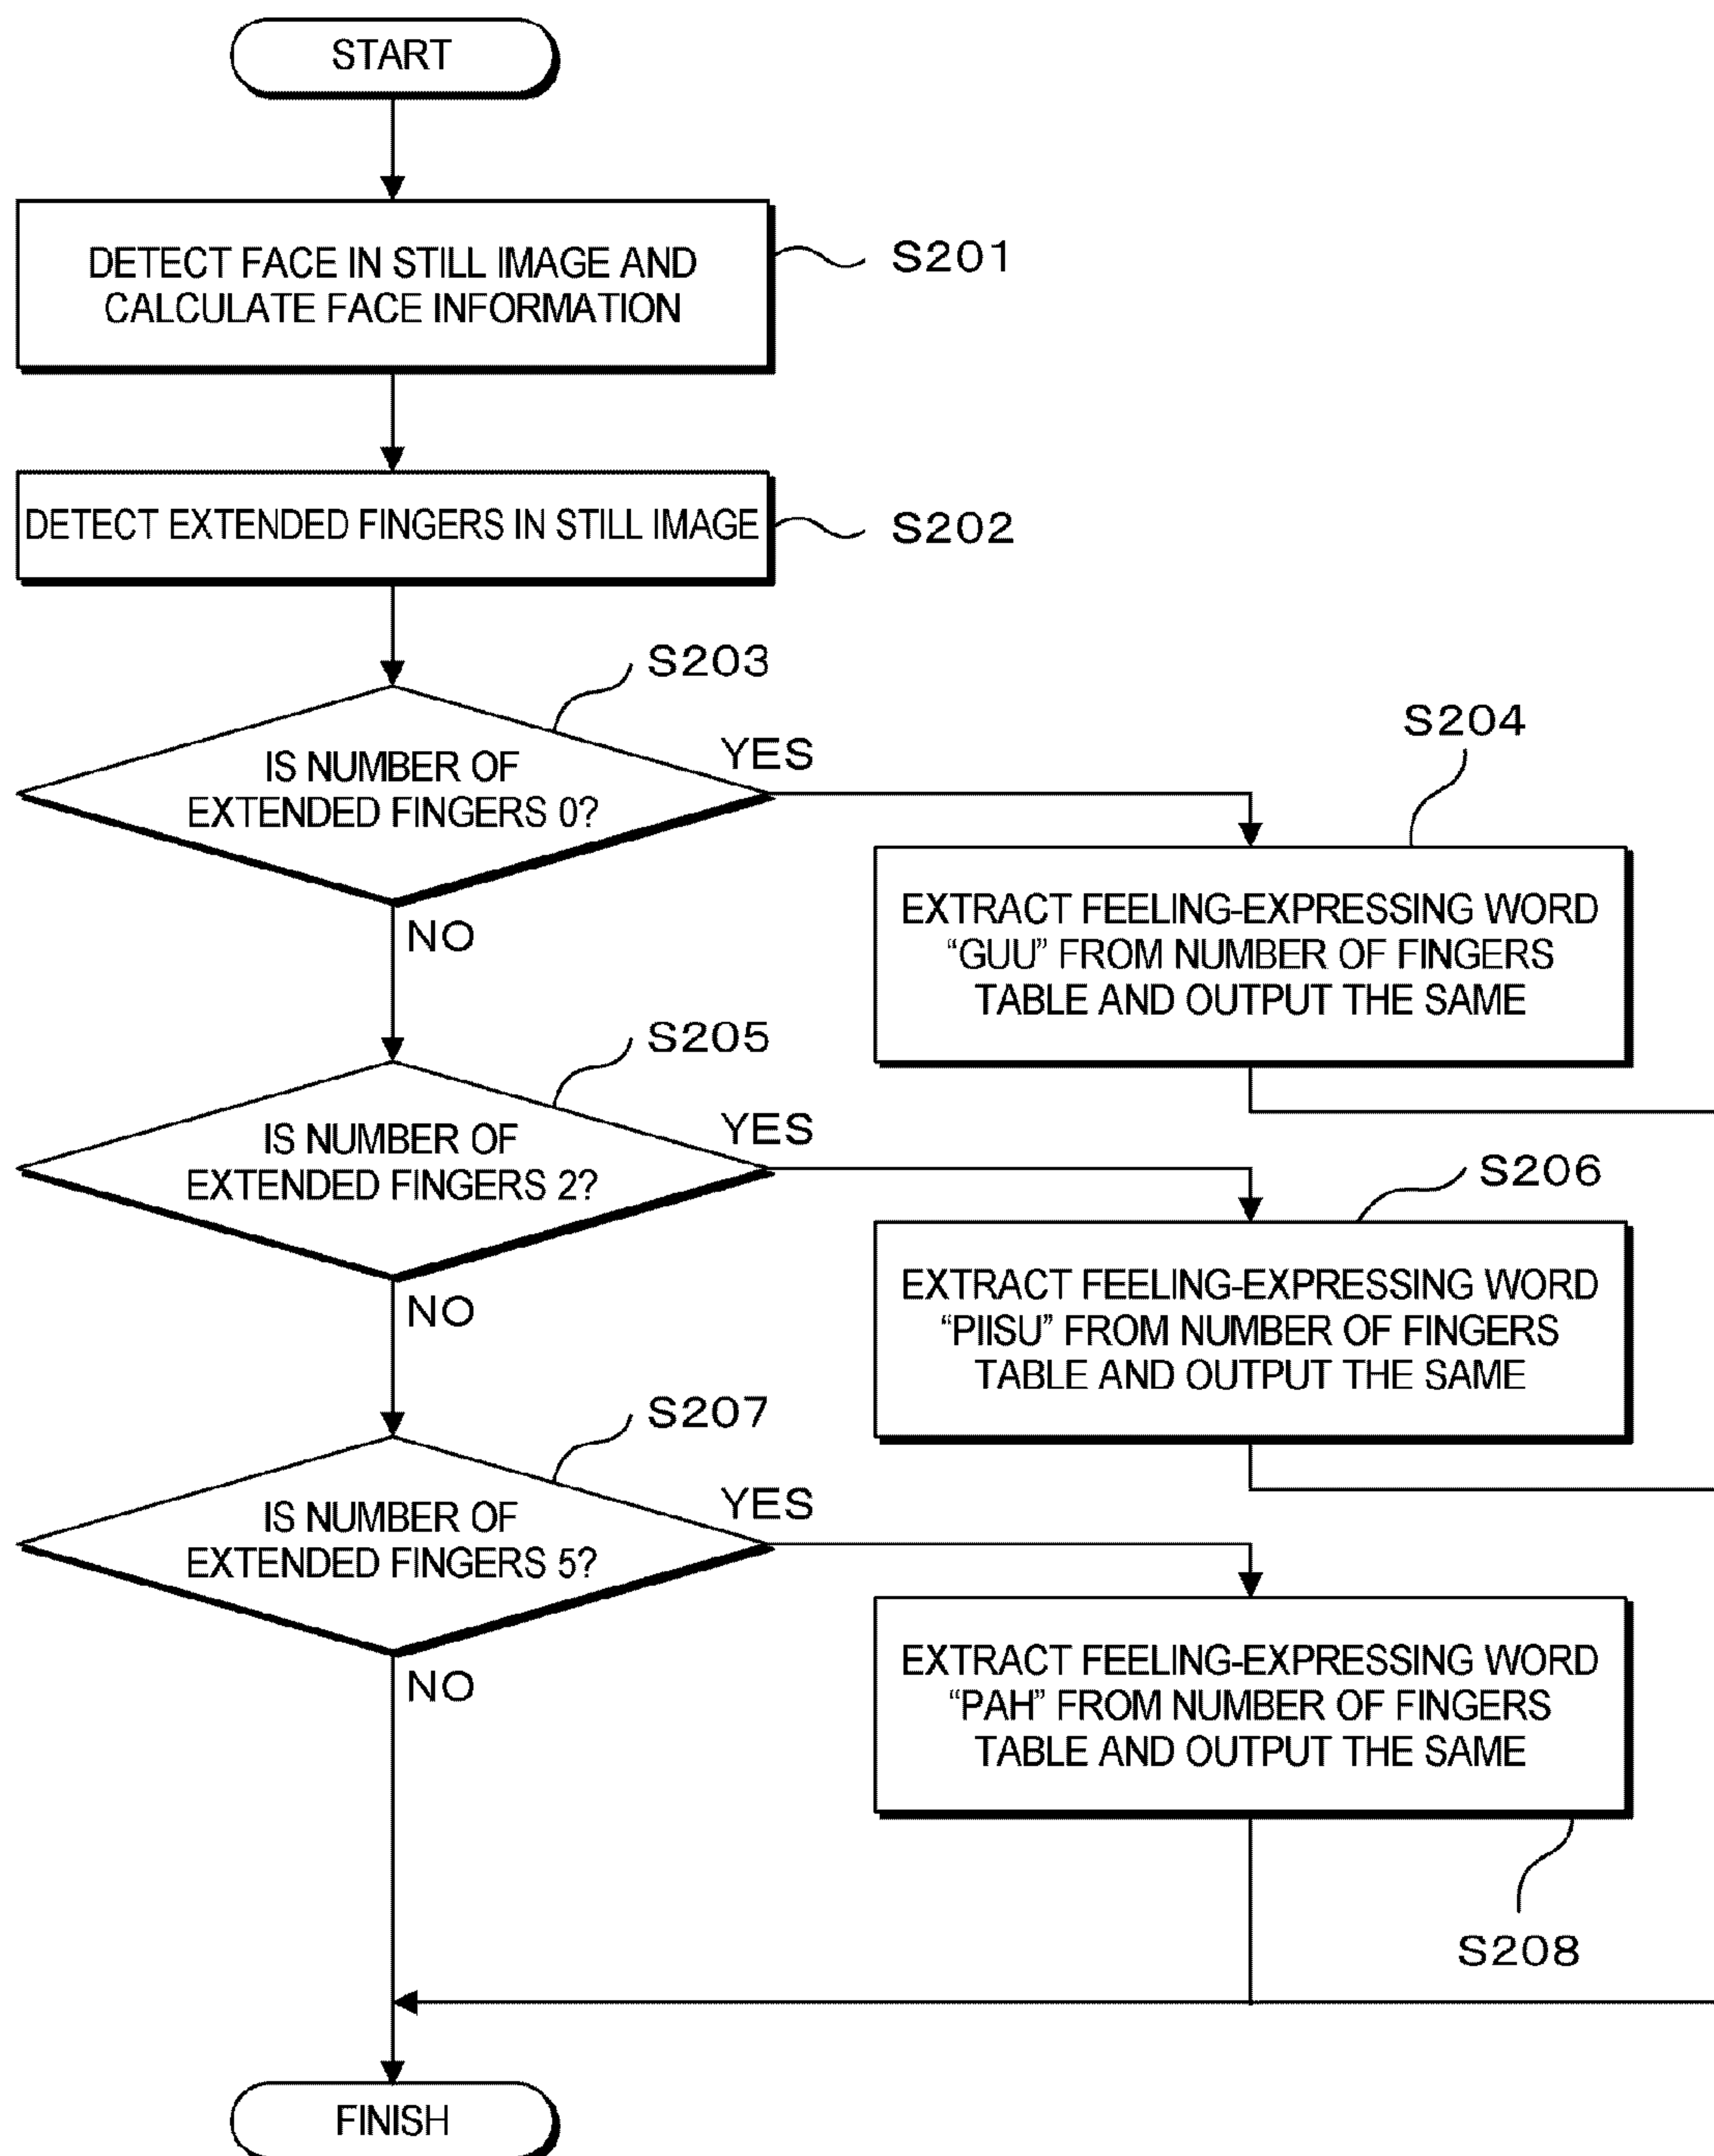 START
DETECT FACE IN STILL IMAGE AND
CALCULATE FACE INFORMATION
S201
DETECT EXTENDED FINGERS IN STILL IMAGE
S202
S203
IS NUMBER OF
EXTENDED FINGERS 0?
YES
NO
S204
EXTRACT FEELING-EXPRESSING WORD
“GUU” FROM NUMBER OF FINGERS
TABLE AND OUTPUT THE SAME
S205
IS NUMBER OF
EXTENDED FINGERS 2?
YES
NO
S206
EXTRACT FEELING-EXPRESSING WORD
“PIISU” FROM NUMBER OF FINGERS
TABLE AND OUTPUT THE SAME
S207
IS NUMBER OF
EXTENDED FINGERS 5?
YES
NO
EXTRACT FEELING-EXPRESSING WORD
“PAH” FROM NUMBER OF FINGERS
TABLE AND OUTPUT THE SAME
S208
FINISH